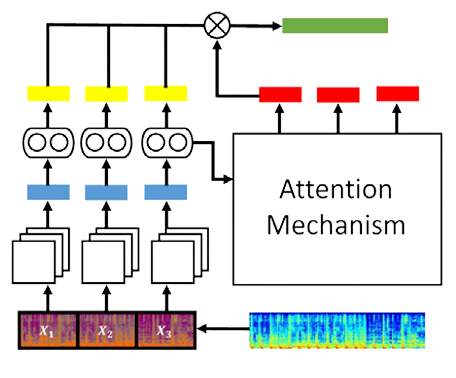 Attention
Mechanism
X₁ X₂ X₃